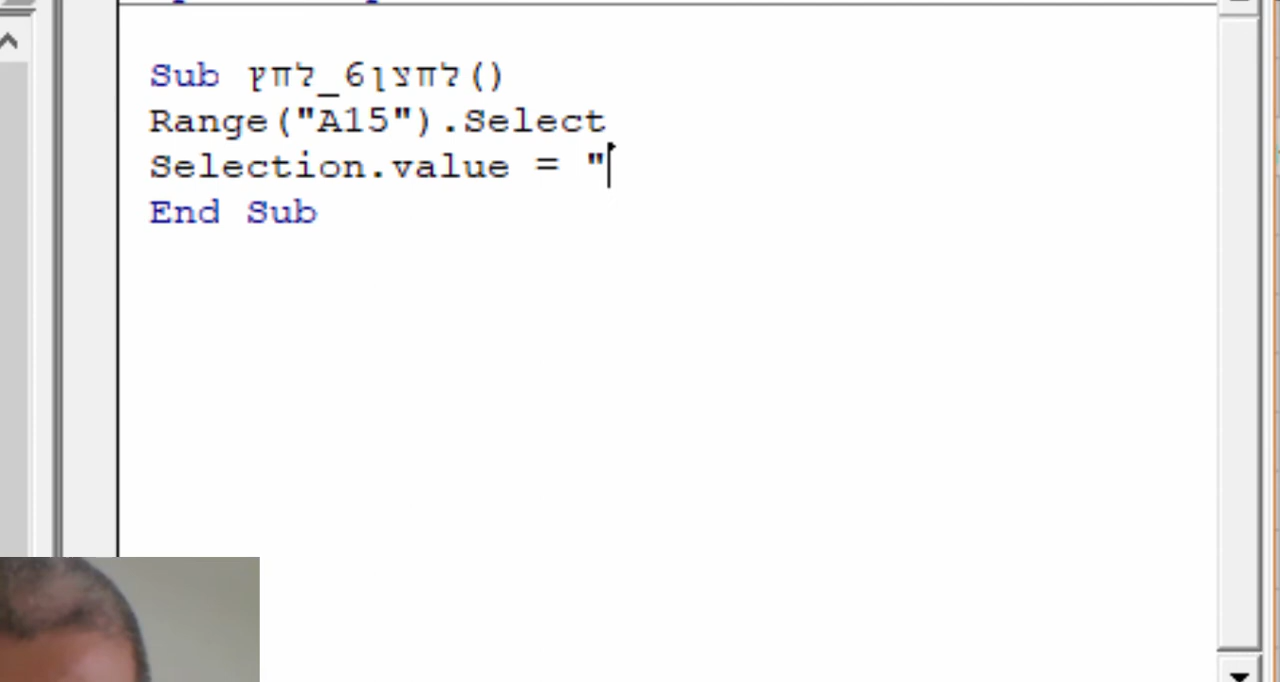 Sub לחצן6_לחץ()
Range("A15").Select
Selection.value = "
End Sub